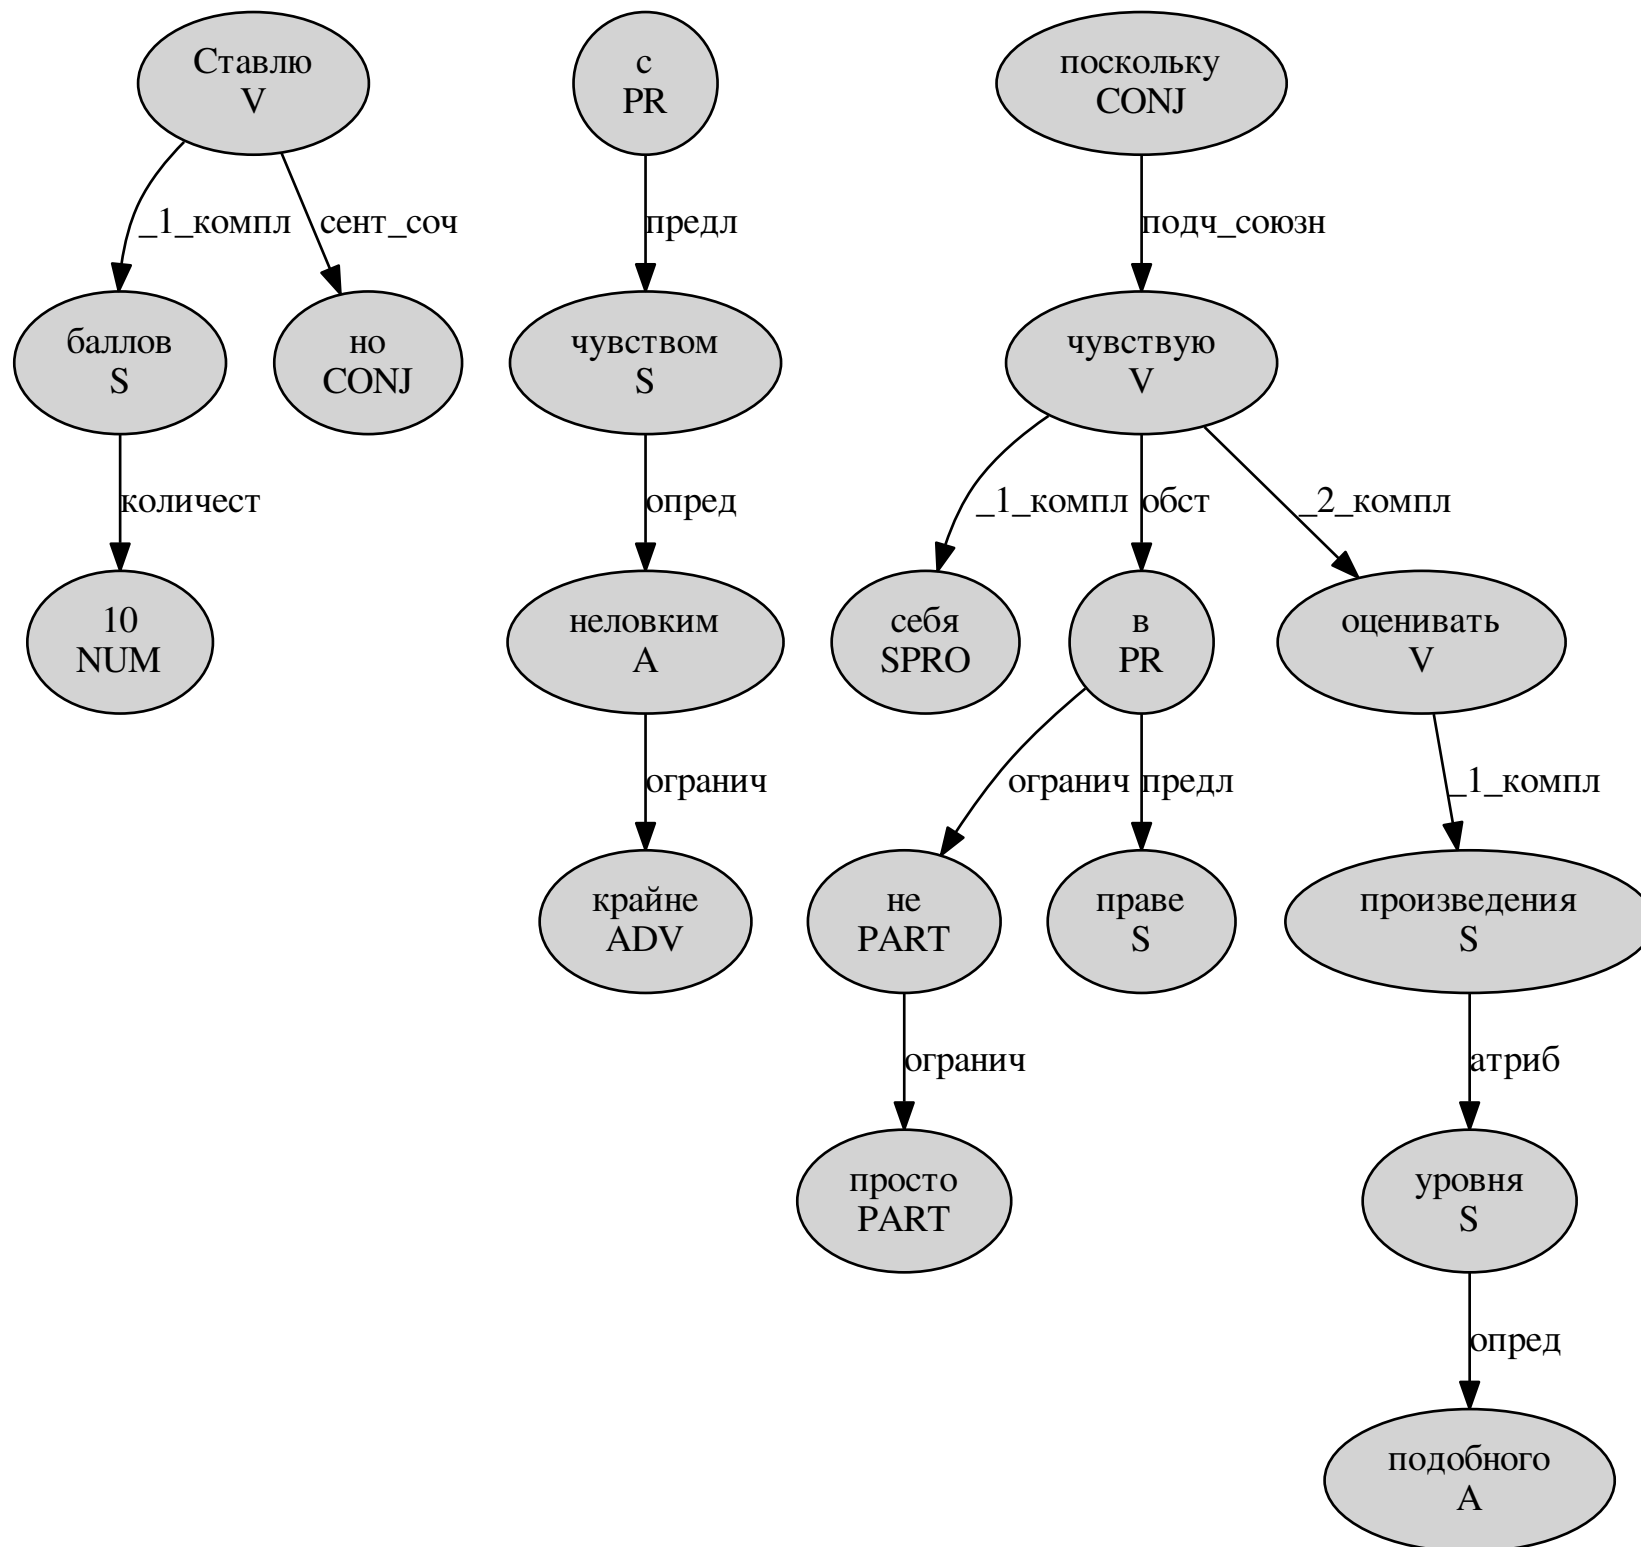 Ставлю
V
с
PR
поскольку
CONJ
_1_компл
сент_соч
предл
подч_союзн
баллов
S
но
CONJ
чувством
S
чувствую
V
количест
опред
_1_компл
обст
_2_компл
10
NUM
неловким
A
себя
SPRO
в
PR
оценивать
V
огранич
огранич
предл
_1_компл
крайне
ADV
не
PART
праве
S
произведения
S
огранич
атриб
просто
PART
уровня
S
опред
подобного
A